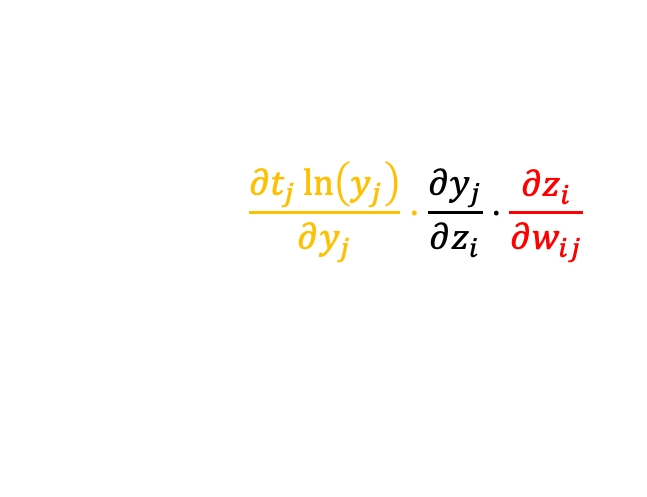 ∂t_j ln(y_j)/∂y_j · ∂y_j/∂z_i · ∂z_i/∂w_ij